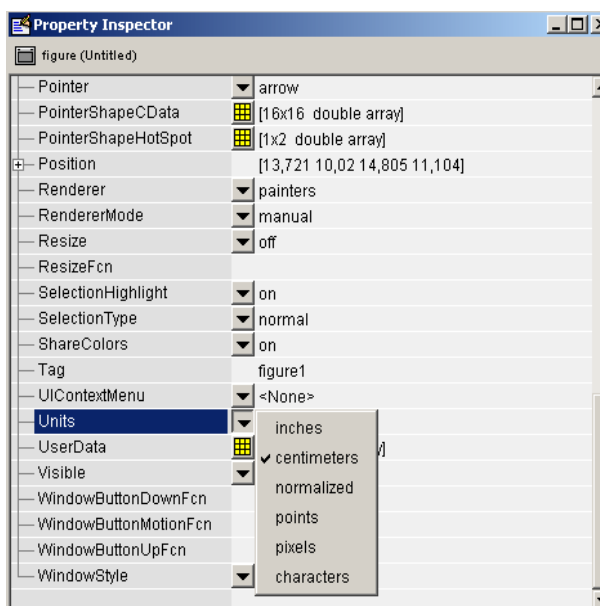 Property Inspector
figure (Untitled)
Pointer arrow
PointerShapeCData [16x16 double array]
PointerShapeHotSpot [1x2 double array]
Position [13,721 10,02 14,805 11,104]
Renderer painters
RendererMode manual
Resize off
ResizeFcn
SelectionHighlight on
SelectionType normal
ShareColors on
Tag figure1
UIContextMenu <None>
Units
inches
UserData
centimeters
Visible
normalized
WindowButtonDownFcn
points
WindowButtonMotionFcn
pixels
WindowButtonUpFcn
characters
WindowStyle